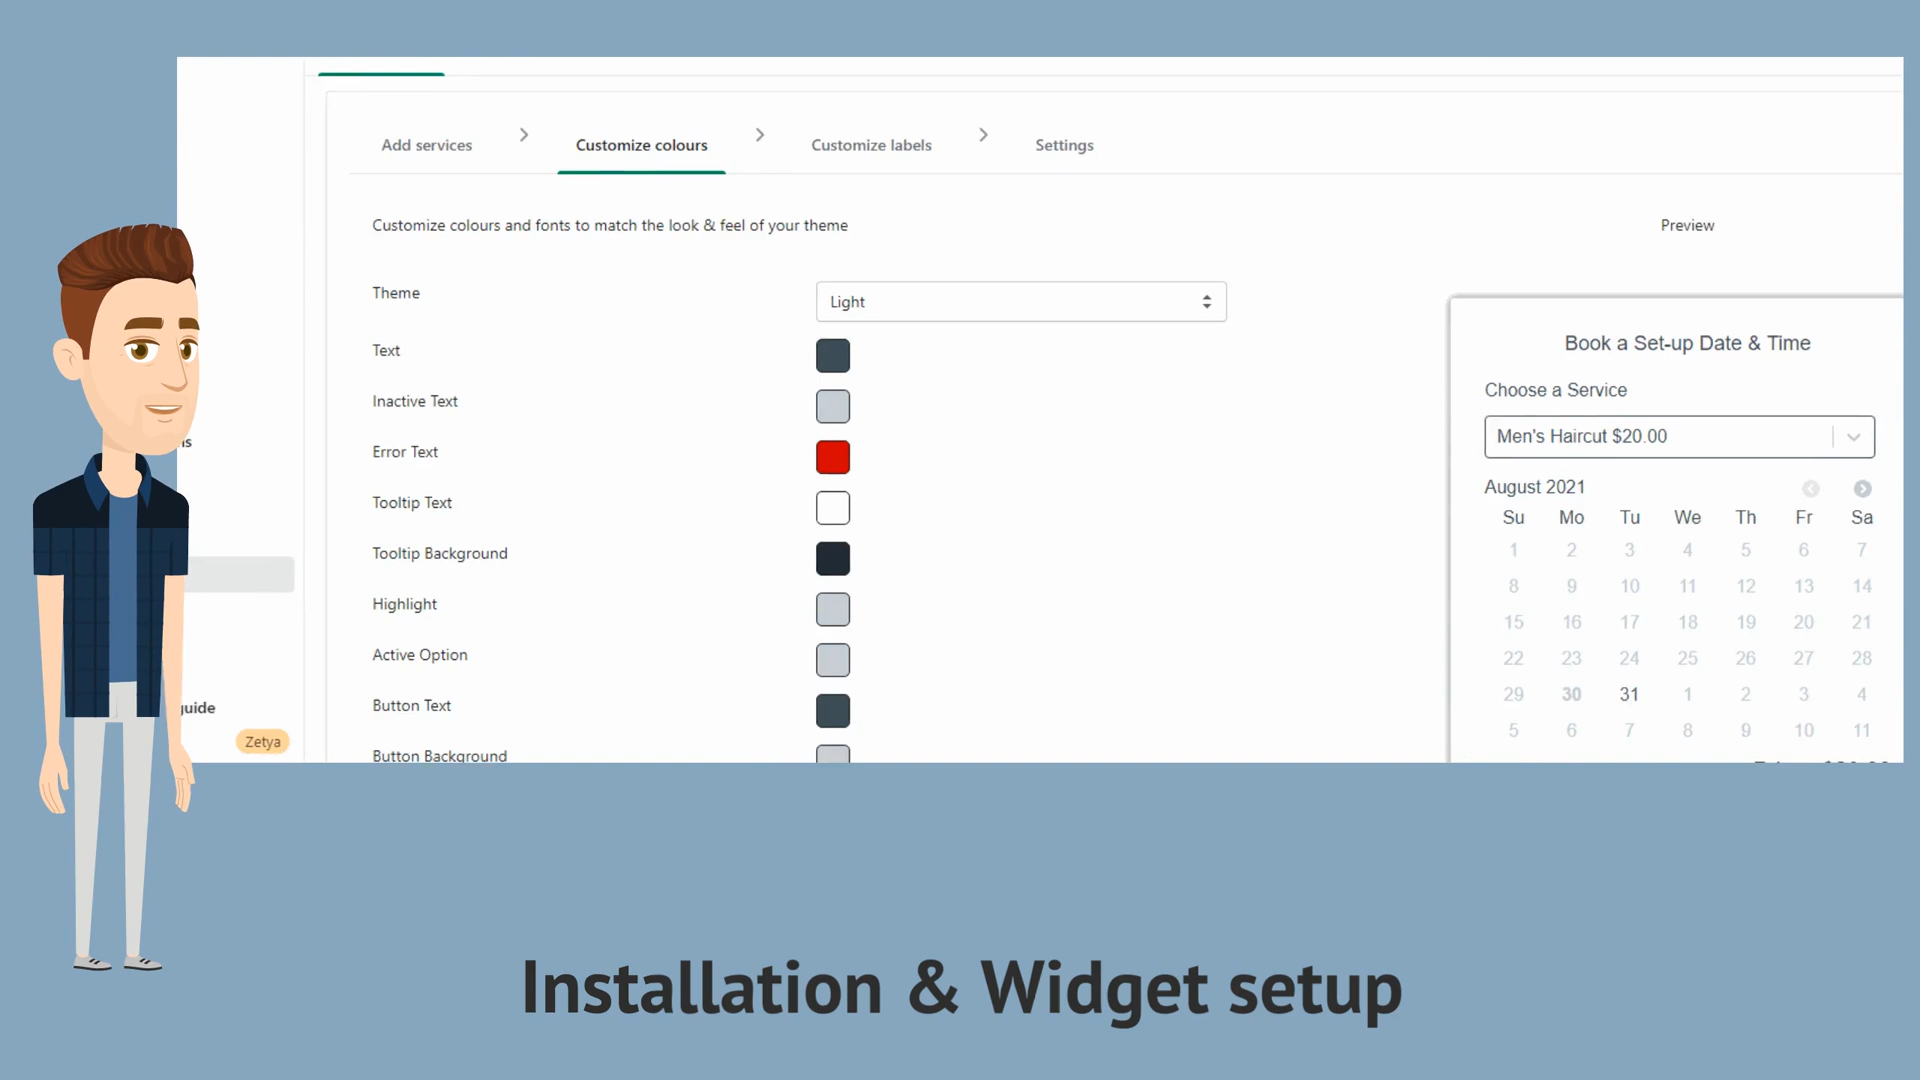 Add services
Customize colours
Customize labels
Settings
Customize colours and fonts to match the look & feel of your theme
Preview
Theme
Light
Text
Inactive Text
Error Text
Tooltip Text
Tooltip Background
Highlight
Active Option
Button Text
Button Background
guide
Zetya
Book a Set-up Date & Time
Choose a Service
Men's Haircut $20.00
August 2021
Su Mo Tu We Th Fr Sa
1 2 3 4 5 6 7
8 9 10 11 12 13 14
15 16 17 18 19 20 21
22 23 24 25 26 27 28
29 30 31 1 2 3 4
5 6 7 8 9 10 11
Installation & Widget setup